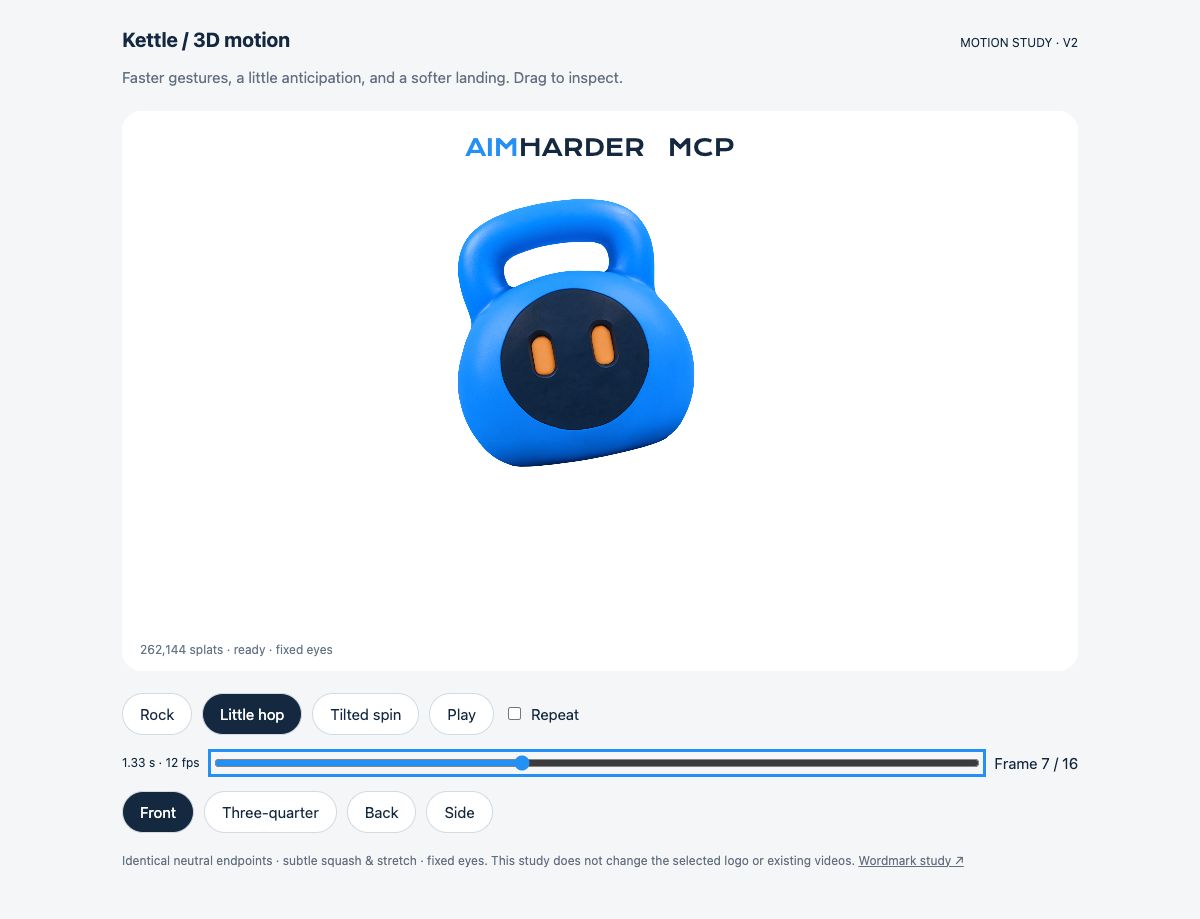 Kettle / 3D motion
MOTION STUDY · V2
Faster gestures, a little anticipation, and a softer landing. Drag to inspect.
AIMHARDER MCP
262,144 splats · ready · fixed eyes
Rock Little hop Tilted spin Play Repeat
1.33 s · 12 fps Frame 7 / 16
Front Three-quarter Back Side
Identical neutral endpoints · subtle squash & stretch · fixed eyes. This study does not change the selected logo or existing videos. Wordmark study ↗